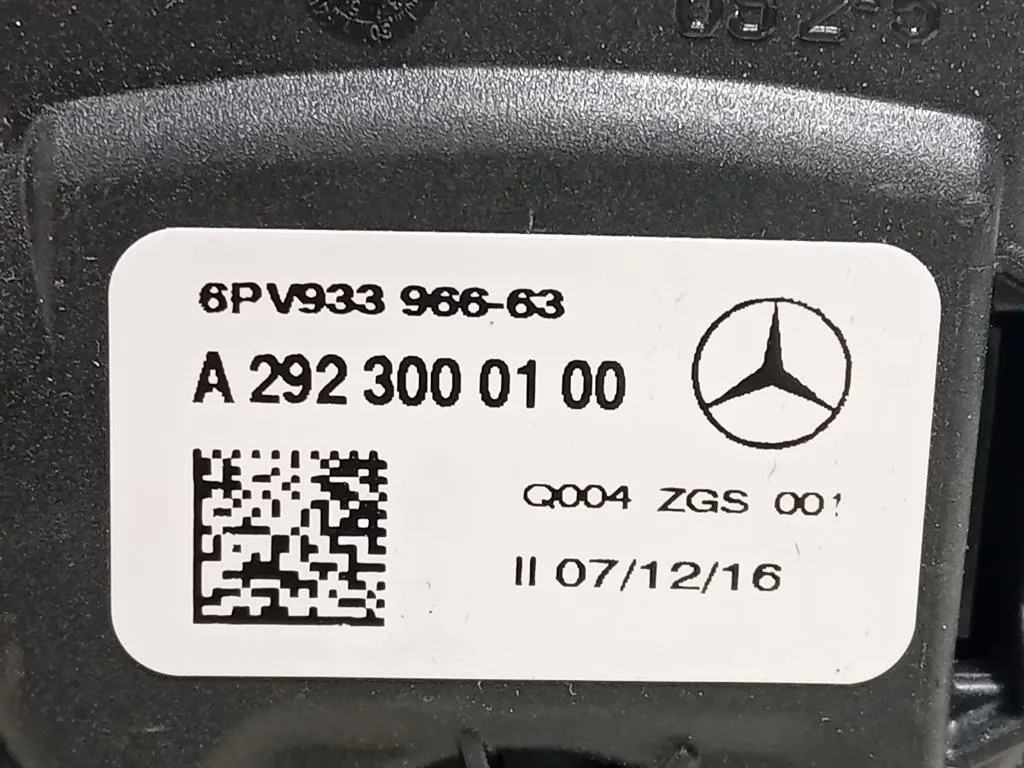 6PV933 966-63
A 292 300 01 00
Q004 ZGS 001
II 07/12/16